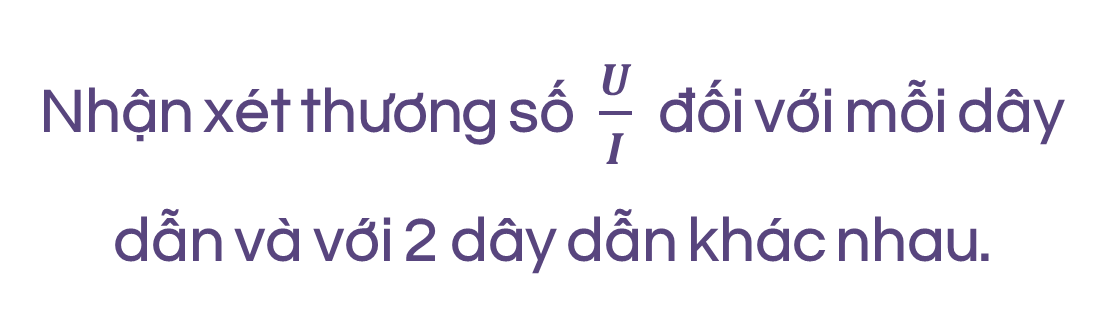 Nhận xét thương số U/I đối với mỗi dây
dẫn và với 2 dây dẫn khác nhau.